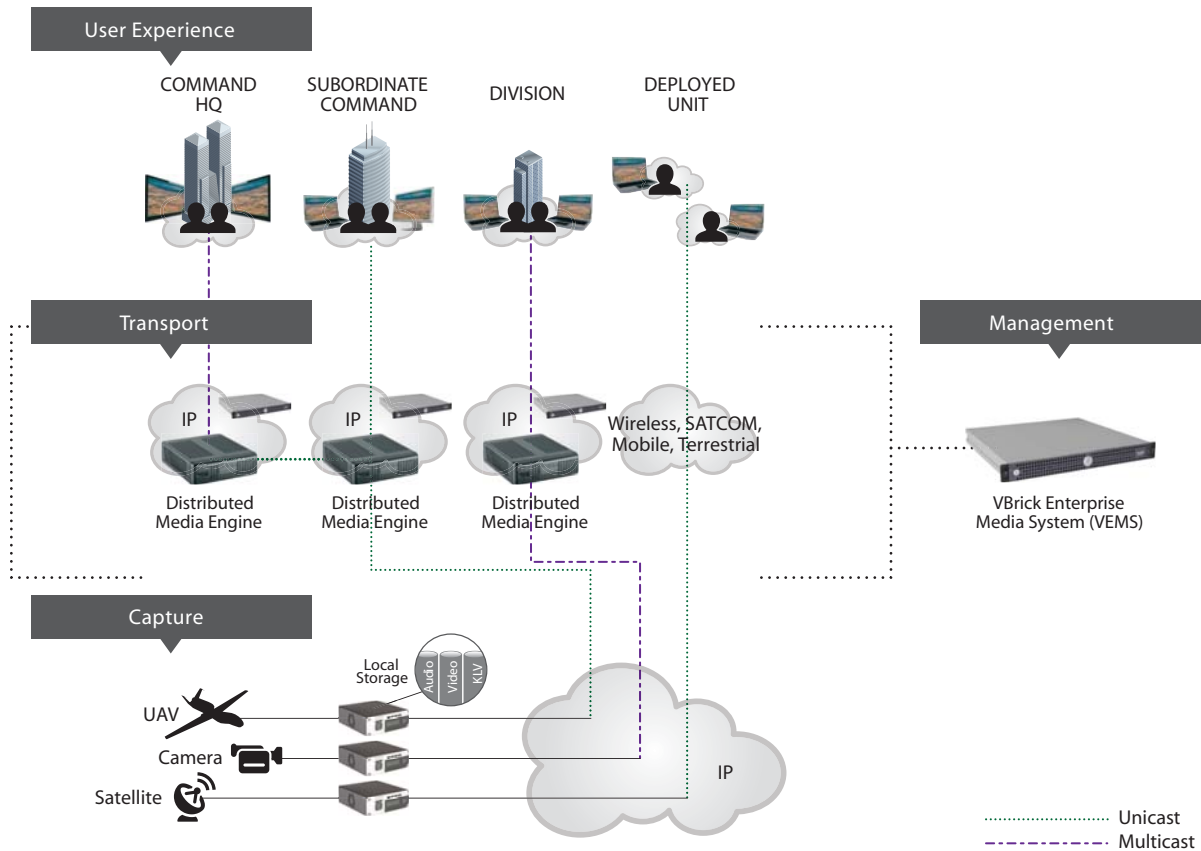 User Experience
COMMAND
HQ
SUBORDINATE
COMMAND
DIVISION
DEPLOYED
UNIT
Transport
Management
IP
IP
IP
Wireless, SATCOM,
Mobile, Terrestrial
Distributed
Media Engine
Distributed
Media Engine
Distributed
Media Engine
VBrick Enterprise
Media System (VEMS)
Capture
Local
Storage
Audio
Video
KLV
UAV
Camera
Satellite
IP
Unicast
Multicast